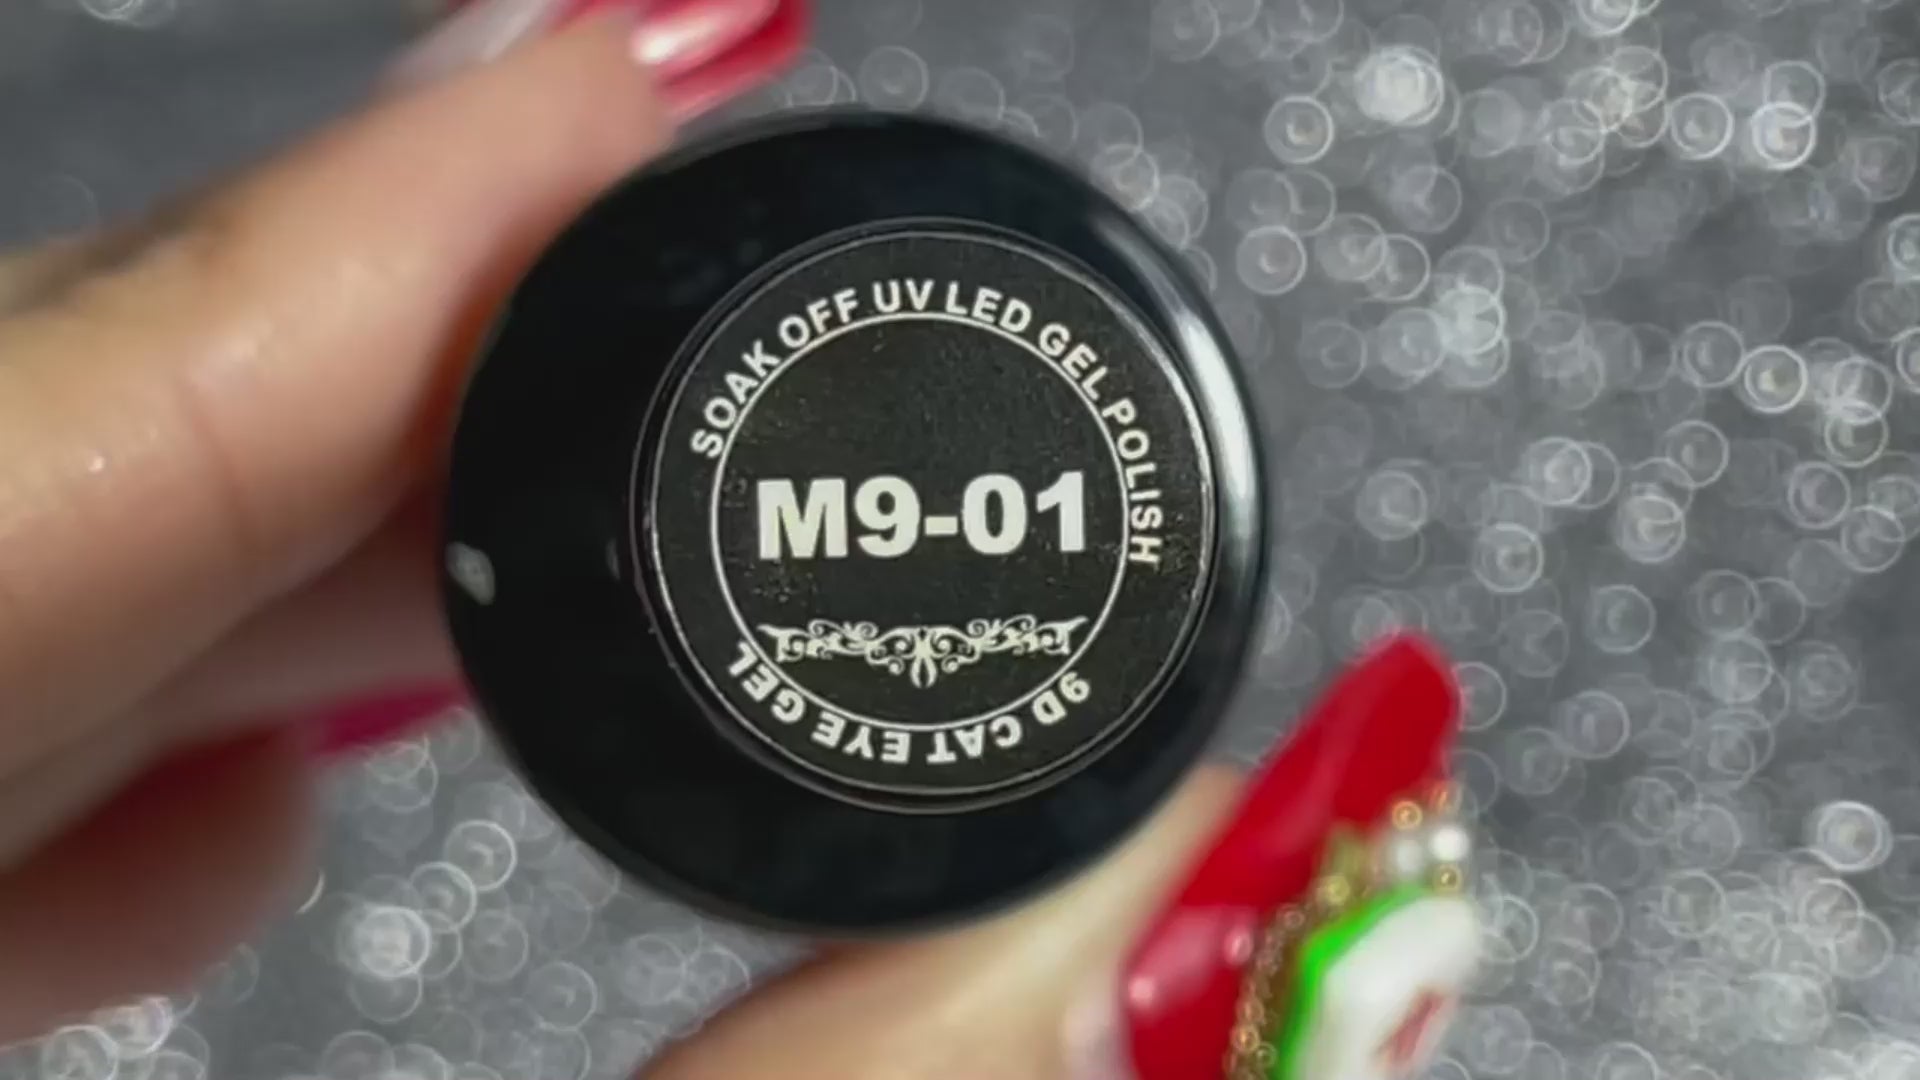 SOAK OFF UV LED GEL POLISH
M9-01
9D CAT EYE GEL